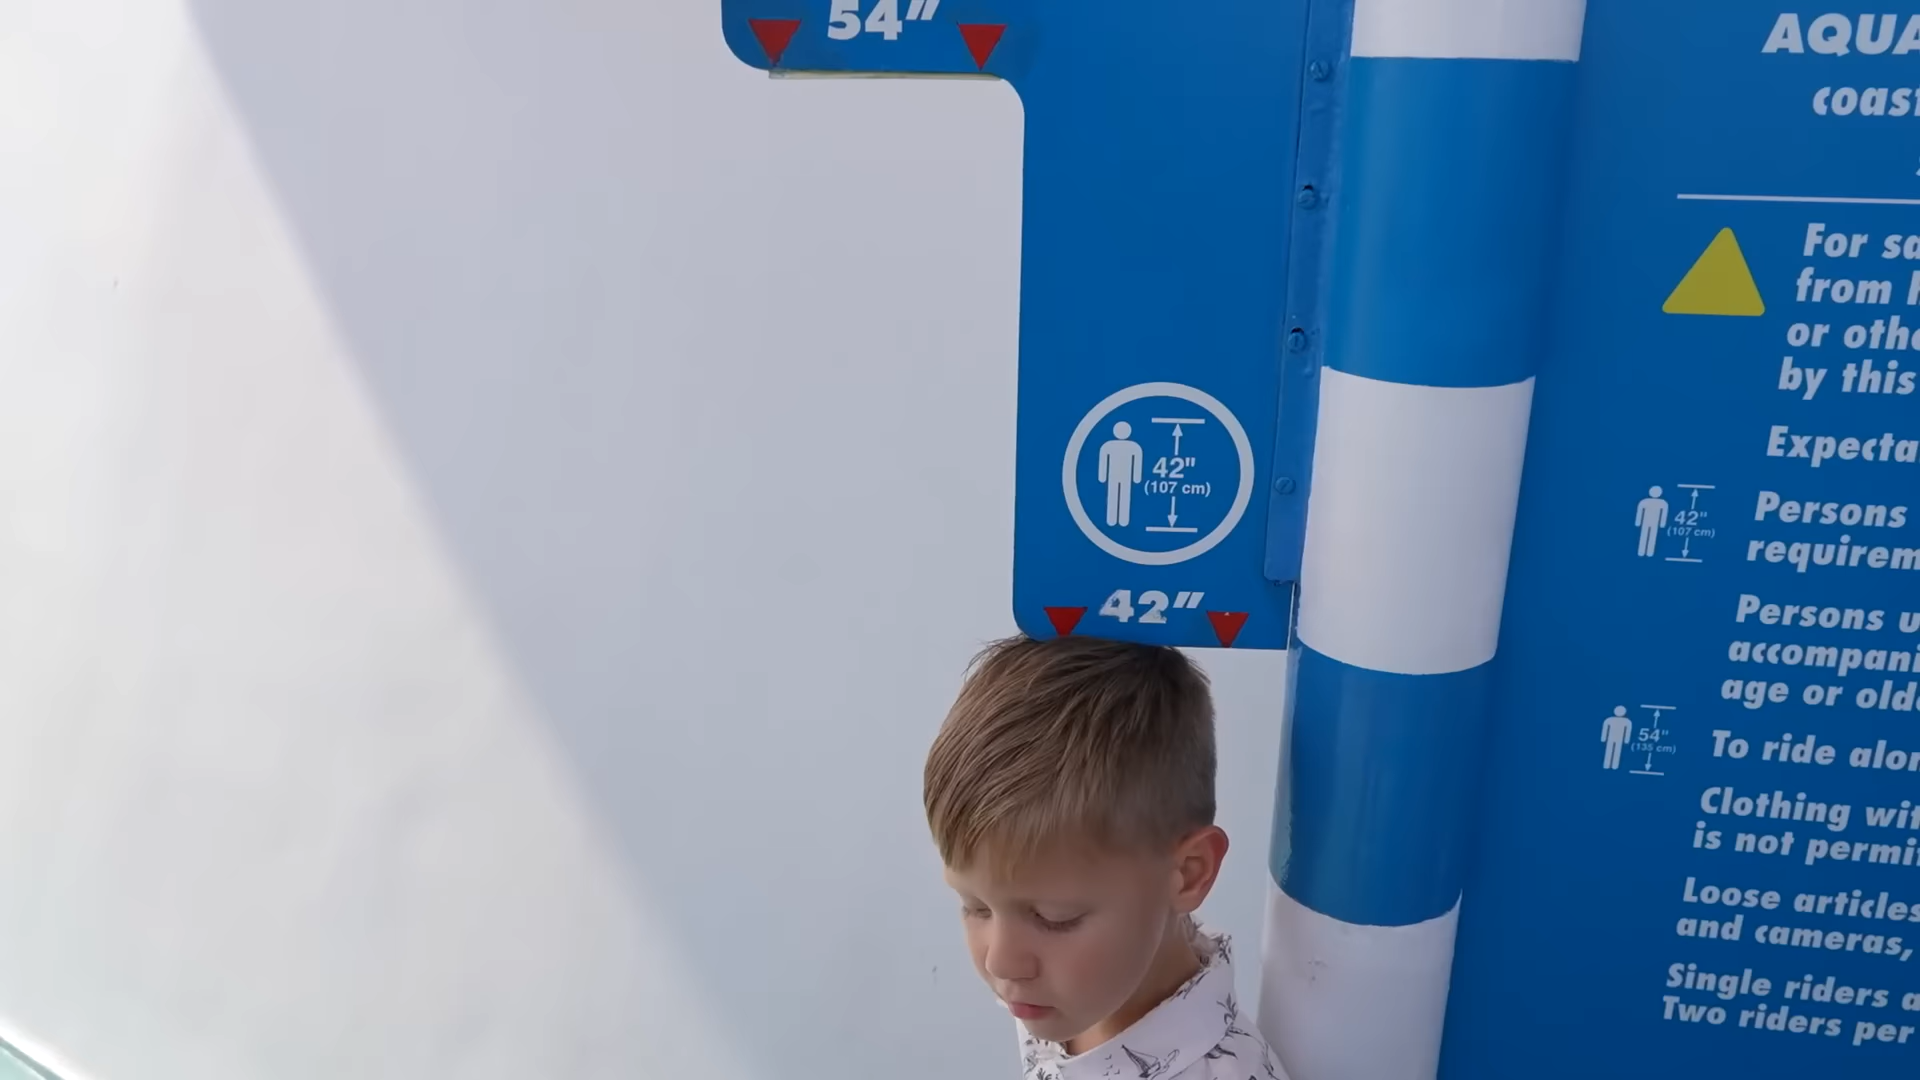 54"
42"
(107 cm)
42"
AQUA
coast
For sa
from h
or othe
by this
Expecta
42"
(107 cm)
Persons
requirem
Persons u
accompani
age or olde
54"
(135 cm)
To ride alon
Clothing wit
is not permit
Loose articles
and cameras,
Single riders a
Two riders per